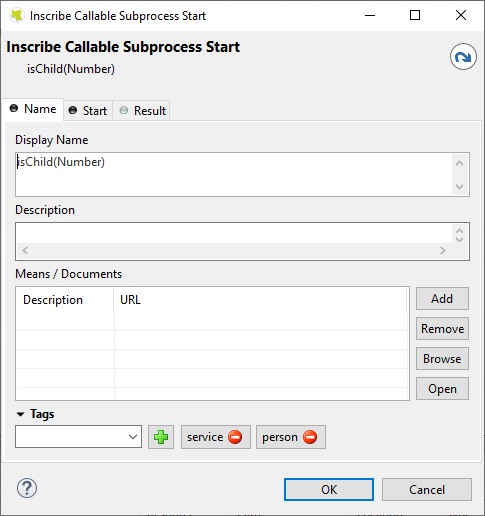 Inscribe Callable Subprocess Start
Inscribe Callable Subprocess Start
isChild(Number)
Name Start Result
Display Name
isChild(Number)
Description
Means / Documents
Description URL
Add
Remove
Browse
Open
Tags
service person
OK Cancel